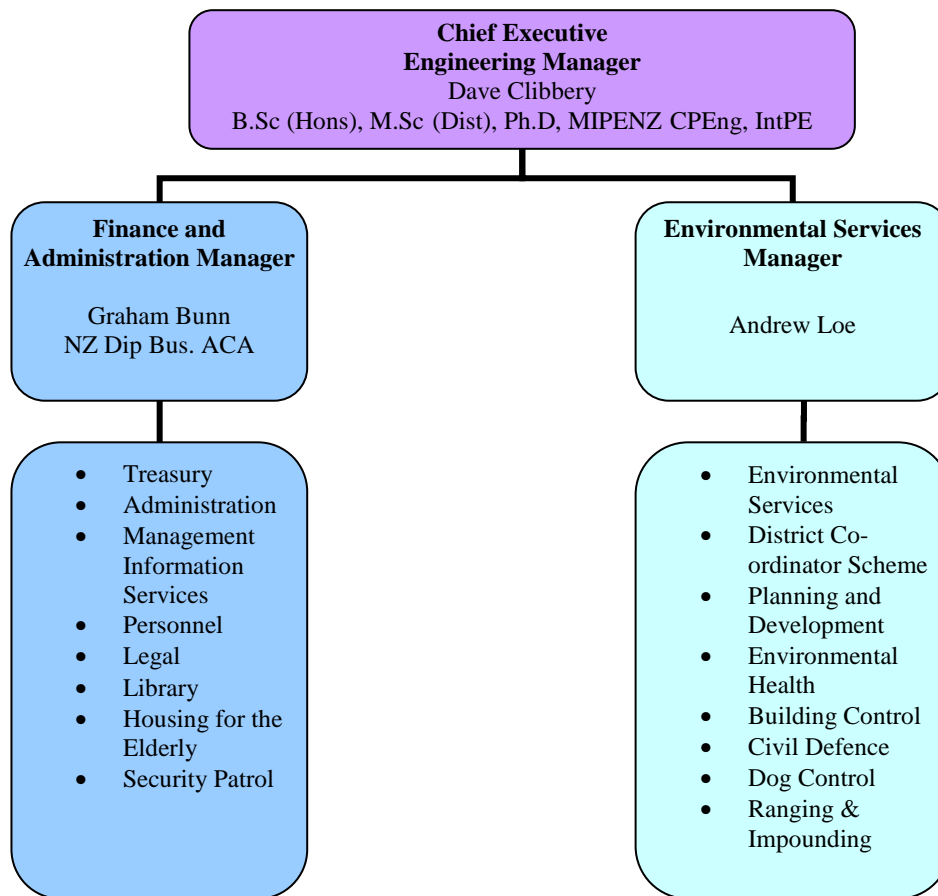 Chief Executive
Engineering Manager
Dave Clibbery
B.Sc (Hons), M.Sc (Dist), Ph.D, MIPENZ CPEng, IntPE
Finance and
Administration Manager
Graham Bunn
NZ Dip Bus. ACA
Environmental Services
Manager
Andrew Loe
• Treasury
• Administration
• Management
Information
Services
• Personnel
• Legal
• Library
• Housing for the
Elderly
• Security Patrol
• Environmental
Services
• District Co-
ordinator Scheme
• Planning and
Development
• Environmental
Health
• Building Control
• Civil Defence
• Dog Control
• Ranging &
Impounding